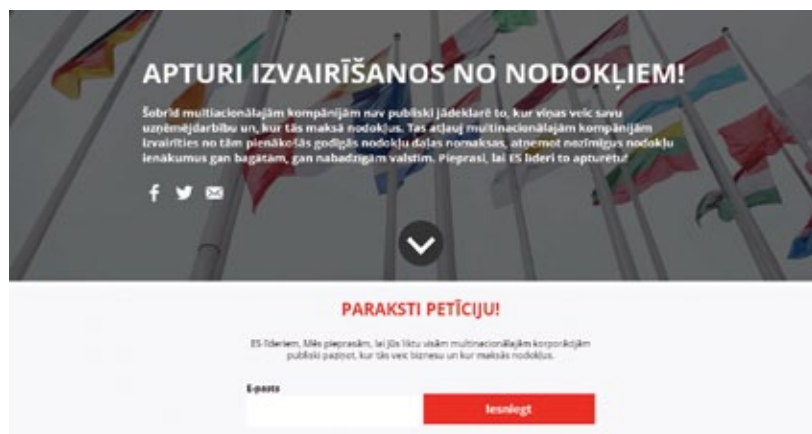 APTURI IZVAIRĪŠANOS NO NODOKĻIEM!
Šobrīd multiacionālajām kompānijām nav publiski jādeklarē to, kur viņas veic savu
uzņēmējdarbību un, kur tās maksā nodokļus. Tas atļauj multinacionālajām kompānijām
izvairīties no tām pienākošās godīgās nodokļu daļas nomaksas, atņemot nozīmīgus nodokļu
ienākumus gan bagātām, gan nabadzīgām valstīm. Pieprasi, lai ES līderi to apturētu!
PARAKSTI PETĪCIJU!
ES līderiem, Mēs pieprasām, lai Jūs liktu visām multinacionālajām korporācijām
publiski paziņot, kur tās veic biznesu un kur maksās nodokļus.
E-pasts
Iesniegt